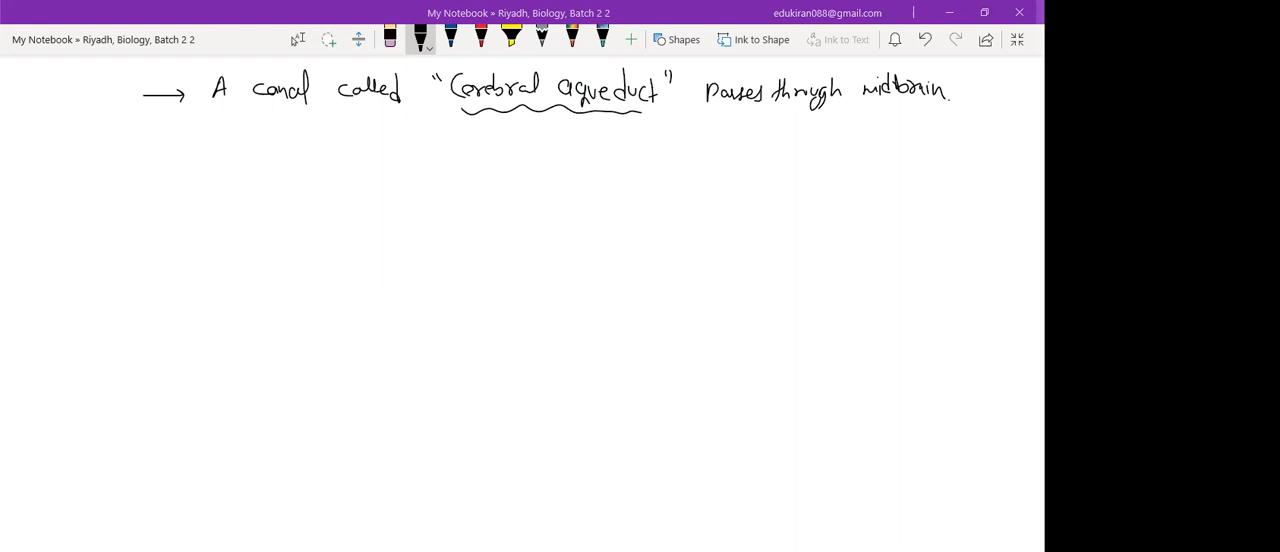 My Notebook » Riyadh, Biology, Batch 2 2
edukiran088@gmail.com
My Notebook » Riyadh, Biology, Batch 2 2
Shapes
Ink to Shape
Ink to Text
→ A canal called "Cerebral aqueduct" passes through midbrain.